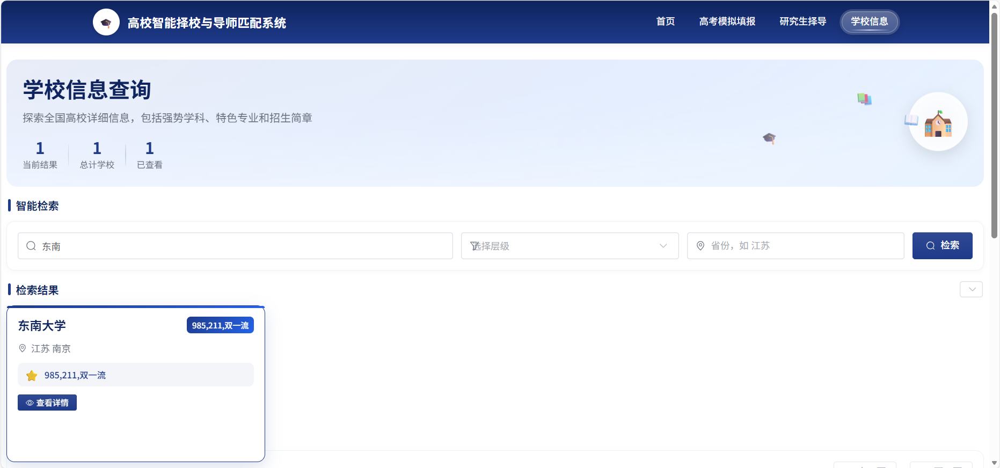 高校智能择校与导师匹配系统
首页
高考模拟填报
研究生择导
学校信息
学校信息查询
探索全国高校详细信息，包括强势学科、特色专业和招生简章
1
当前结果
1
总计学校
1
已查看
智能检索
东南
选择层级
省份，如 江苏
检索
检索结果
东南大学
985,211,双一流
江苏 南京
985,211,双一流
查看详情